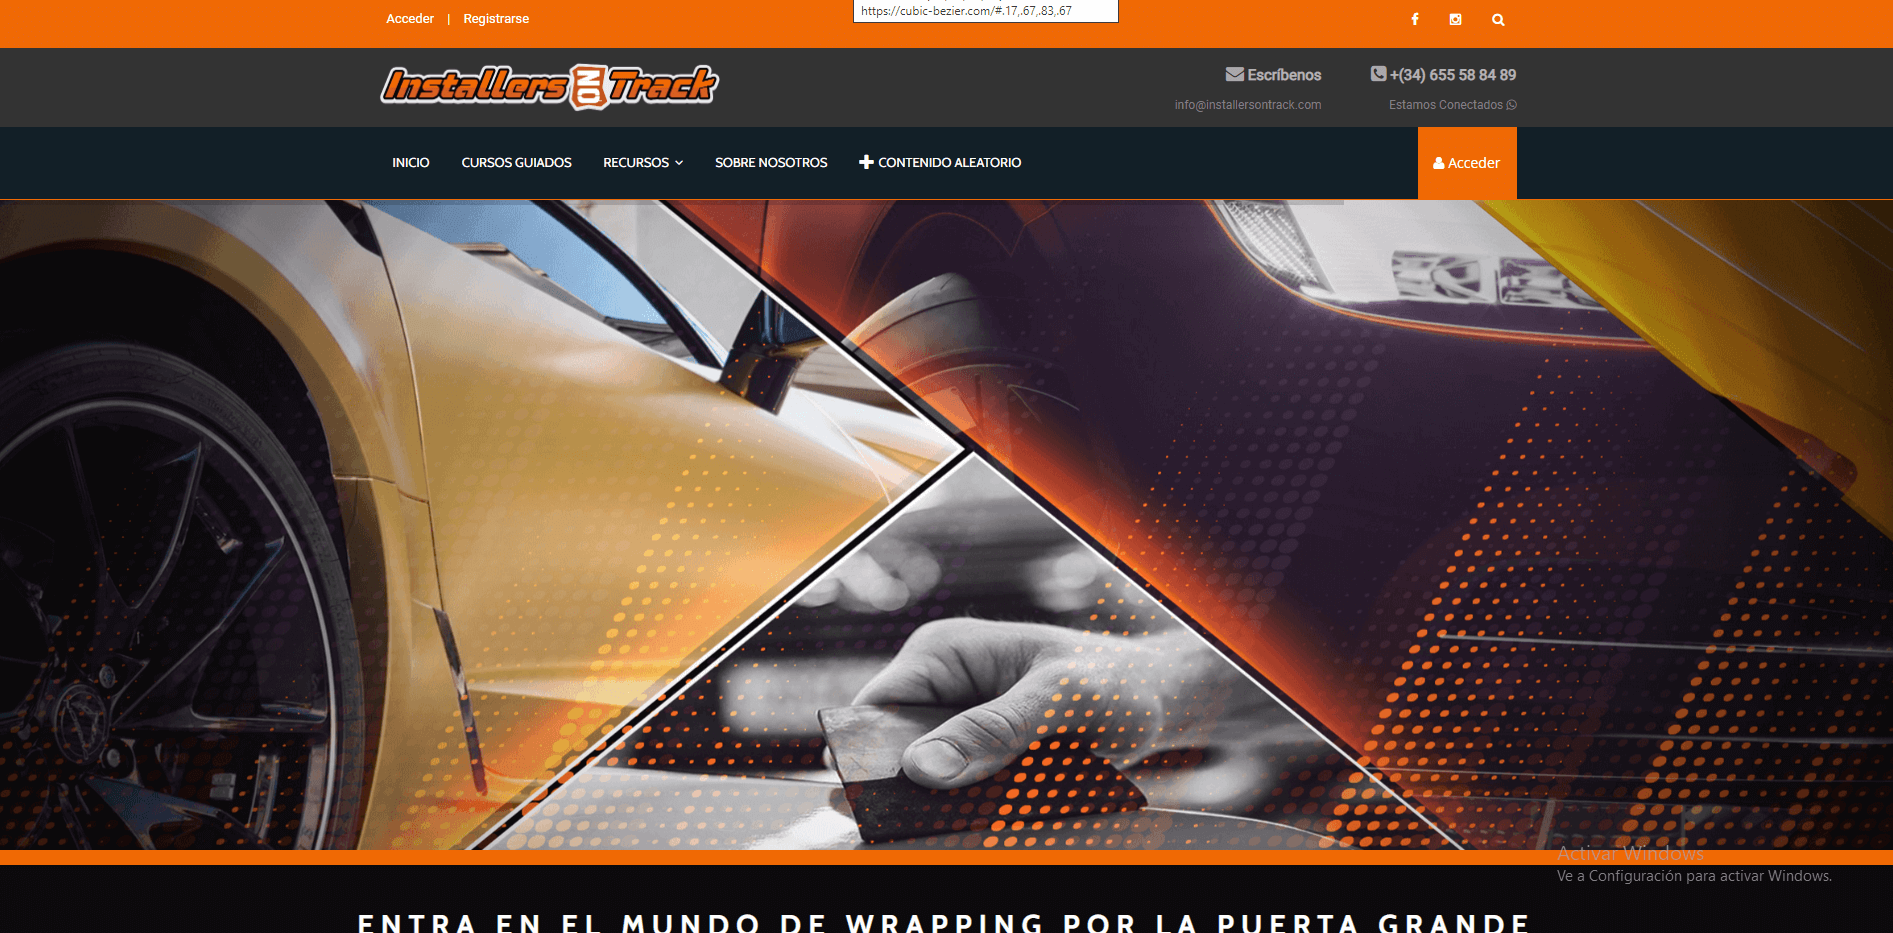 Acceder | Registrarse
https://cubic-bezier.com/#.17,.67,.83,.67
Installers ON Track
Escríbenos
+(34) 655 58 84 89
info@installersontrack.com
Estamos Conectados
INICIO
CURSOS GUIADOS
RECURSOS
SOBRE NOSOTROS
CONTENIDO ALEATORIO
Acceder
Activar Windows
Ve a Configuración para activar Windows.
ENTRA EN EL MUNDO DE WRAPPING POR LA PUERTA GRANDE